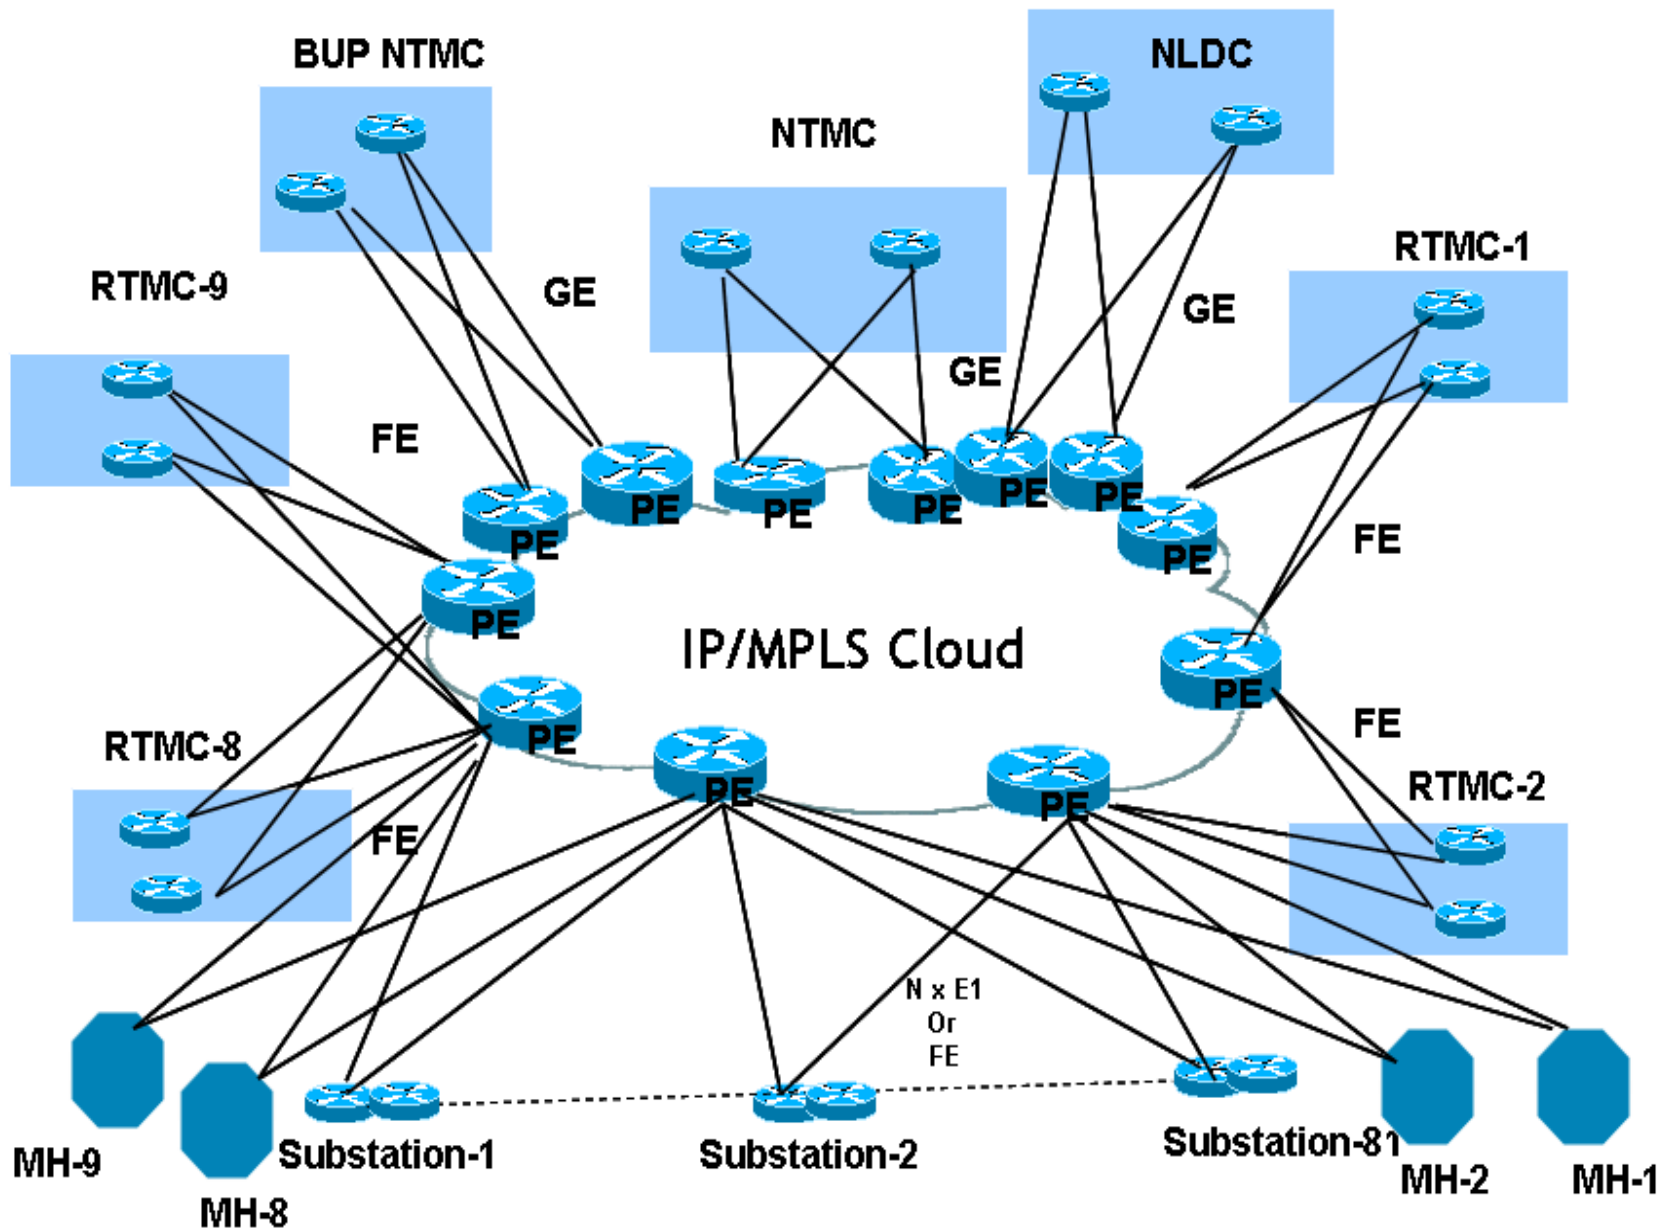 NLDC
BUP NTMC
NTMC
RTMC-1
RTMC-9
GE
GE
GE
FE
PE
PE
PE
PE
PE
PE
PE
PE
FE
PE
IP/MPLS Cloud
PE
PE
FE
RTMC-8
RTMC-2
PE
PE
FE
N x E1
Or
FE
Substation-1
Substation-2
Substation-81
MH-9
MH-8
MH-2
MH-1